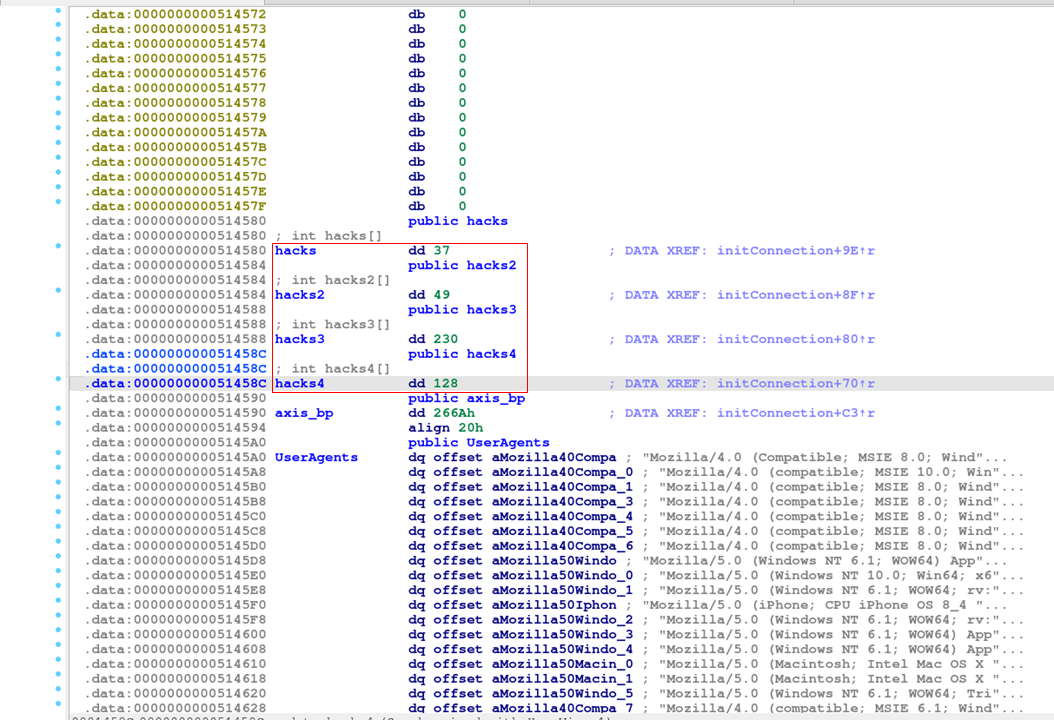 .data:0000000000514572 db 0
.data:0000000000514573 db 0
.data:0000000000514574 db 0
.data:0000000000514575 db 0
.data:0000000000514576 db 0
.data:0000000000514577 db 0
.data:0000000000514578 db 0
.data:0000000000514579 db 0
.data:000000000051457A db 0
.data:000000000051457B db 0
.data:000000000051457C db 0
.data:000000000051457D db 0
.data:000000000051457E db 0
.data:000000000051457F db 0
.data:0000000000514580 public hacks
.data:0000000000514580 ; int hacks[]
.data:0000000000514580 hacks dd 37 ; DATA XREF: initConnection+9E↑r
.data:0000000000514584 public hacks2
.data:0000000000514584 ; int hacks2[]
.data:0000000000514584 hacks2 dd 49 ; DATA XREF: initConnection+8F↑r
.data:0000000000514588 public hacks3
.data:0000000000514588 ; int hacks3[]
.data:0000000000514588 hacks3 dd 230 ; DATA XREF: initConnection+80↑r
.data:000000000051458C public hacks4
.data:000000000051458C ; int hacks4[]
.data:000000000051458C hacks4 dd 128 ; DATA XREF: initConnection+70↑r
.data:0000000000514590 public axis_bp
.data:0000000000514590 axis_bp dd 266Ah ; DATA XREF: initConnection+C3↑r
.data:0000000000514594 align 20h
.data:00000000005145A0 public UserAgents
.data:00000000005145A0 UserAgents dq offset aMozilla40Compa ; "Mozilla/4.0 (Compatible; MSIE 8.0; Wind"...
.data:00000000005145A8 dq offset aMozilla40Compa_0 ; "Mozilla/4.0 (compatible; MSIE 10.0; Win"...
.data:00000000005145B0 dq offset aMozilla40Compa_1 ; "Mozilla/4.0 (compatible; MSIE 8.0; Wind"...
.data:00000000005145B8 dq offset aMozilla40Compa_3 ; "Mozilla/4.0 (compatible; MSIE 8.0; Wind"...
.data:00000000005145C0 dq offset aMozilla40Compa_4 ; "Mozilla/4.0 (compatible; MSIE 8.0; Wind"...
.data:00000000005145C8 dq offset aMozilla40Compa_5 ; "Mozilla/4.0 (compatible; MSIE 8.0; Wind"...
.data:00000000005145D0 dq offset aMozilla40Compa_6 ; "Mozilla/4.0 (compatible; MSIE 8.0; Wind"...
.data:00000000005145D8 dq offset aMozilla50Windo ; "Mozilla/5.0 (Windows NT 6.1; WOW64) App"...
.data:00000000005145E0 dq offset aMozilla50Windo_0 ; "Mozilla/5.0 (Windows NT 10.0; Win64; x6"...
.data:00000000005145E8 dq offset aMozilla50Windo_1 ; "Mozilla/5.0 (Windows NT 6.1; WOW64; rv:"...
.data:00000000005145F0 dq offset aMozilla50Iphon ; "Mozilla/5.0 (iPhone; CPU iPhone OS 8_4 "...
.data:00000000005145F8 dq offset aMozilla50Windo_2 ; "Mozilla/5.0 (Windows NT 6.1; WOW64; rv:"...
.data:0000000000514600 dq offset aMozilla50Windo_3 ; "Mozilla/5.0 (Windows NT 6.1; WOW64) App"...
.data:0000000000514608 dq offset aMozilla50Windo_4 ; "Mozilla/5.0 (Windows NT 6.1; WOW64) App"...
.data:0000000000514610 dq offset aMozilla50Macin_0 ; "Mozilla/5.0 (Macintosh; Intel Mac OS X "...
.data:0000000000514618 dq offset aMozilla50Macin_1 ; "Mozilla/5.0 (Macintosh; Intel Mac OS X "...
.data:0000000000514620 dq offset aMozilla50Windo_5 ; "Mozilla/5.0 (Windows NT 6.1; WOW64; Tri"...
.data:0000000000514628 dq offset aMozilla40Compa_7 ; "Mozilla/4.0 (compatible; MSIE 9.0; Wind"...